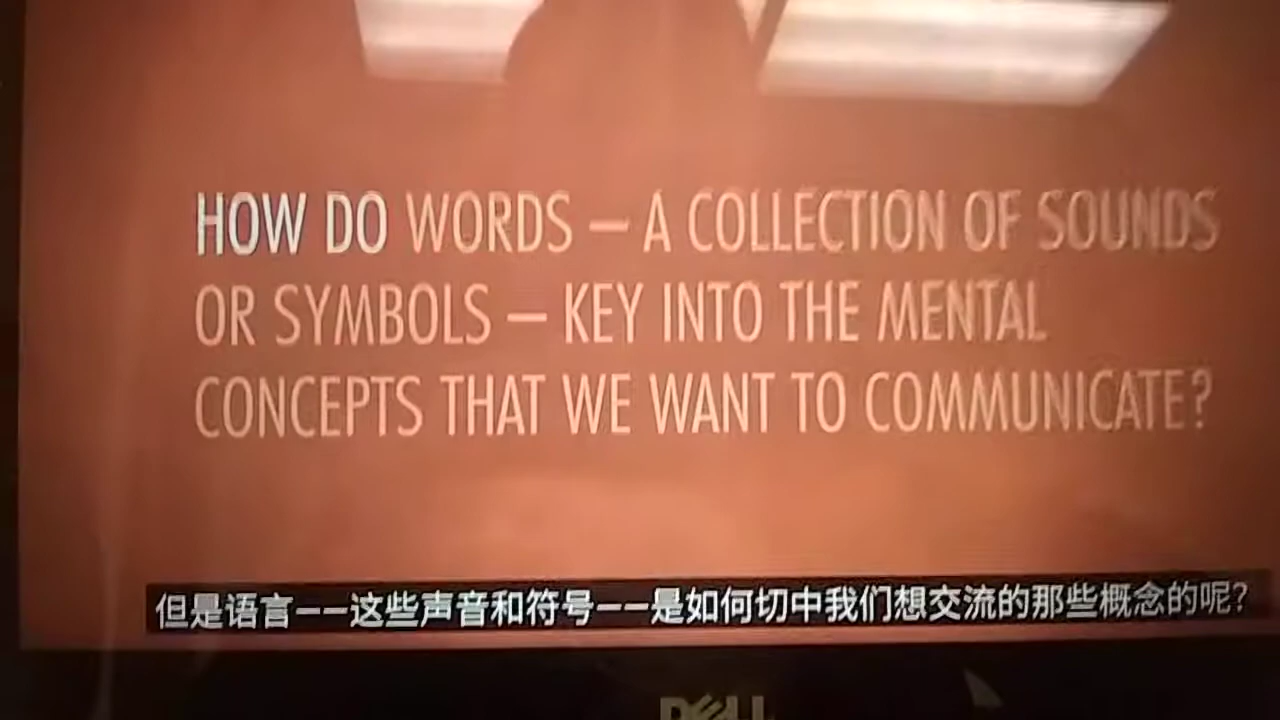 HOW DO WORDS – A COLLECTION OF SOUNDS
OR SYMBOLS – KEY INTO THE MENTAL
CONCEPTS THAT WE WANT TO COMMUNICATE?
但是语言——这些声音和符号——是如何切中我们想交流的那些概念的呢?
DELL